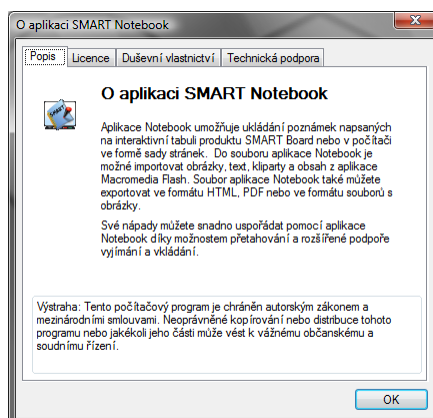 O aplikaci SMART Notebook
Popis Licence Duševní vlastnictví Technická podpora
O aplikaci SMART Notebook
Aplikace Notebook umožňuje ukládání poznámek napsaných
na interaktivní tabuli produktu SMART Board nebo v počítači
ve formě sady stránek. Do souboru aplikace Notebook je
možné importovat obrázky, text, kliparty a obsah z aplikace
Macromedia Flash. Soubor aplikace Notebook také můžete
exportovat ve formátu HTML, PDF nebo ve formátu souborů s
obrázky.
Své nápady můžete snadno uspořádat pomocí aplikace
Notebook díky možnostem přetahování a rozšířené podpoře
vyjímání a vkládání.
Výstraha: Tento počítačový program je chráněn autorským zákonem a
mezinárodními smlouvami. Neoprávněné kopírování nebo distribuce tohoto
programu nebo jakékoli jeho části může vést k vážnému občanskému a
soudnímu řízení.
OK